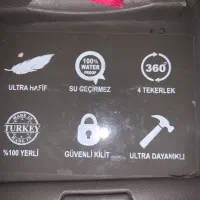 100%
WATER
PROOF
360°
ULTRA HAFİF
SU GEÇİRMEZ
4 TEKERLEK
MADE IN
TURKEY
%100 YERLİ
GÜVENLİ KİLİT
ULTRA DAYANIKLI